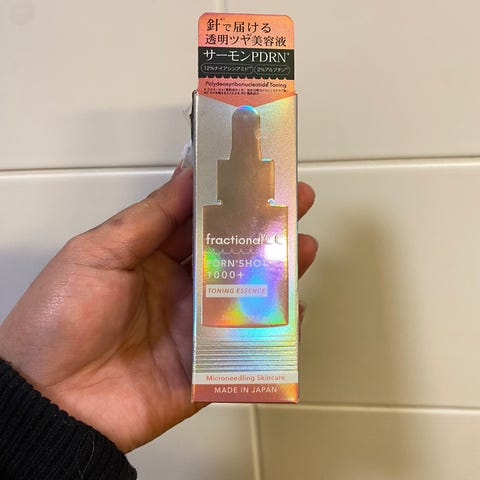 針*で届ける
透明ツヤ美容液
サーモンPDRN*
12%ナイアシンアミド
2%アルブチン
Polydeoxyribonucleotide Toning
fractional CC
PDRN*SHOT
1000+
TONING ESSENCE
Microneedling Skincare
MADE IN JAPAN